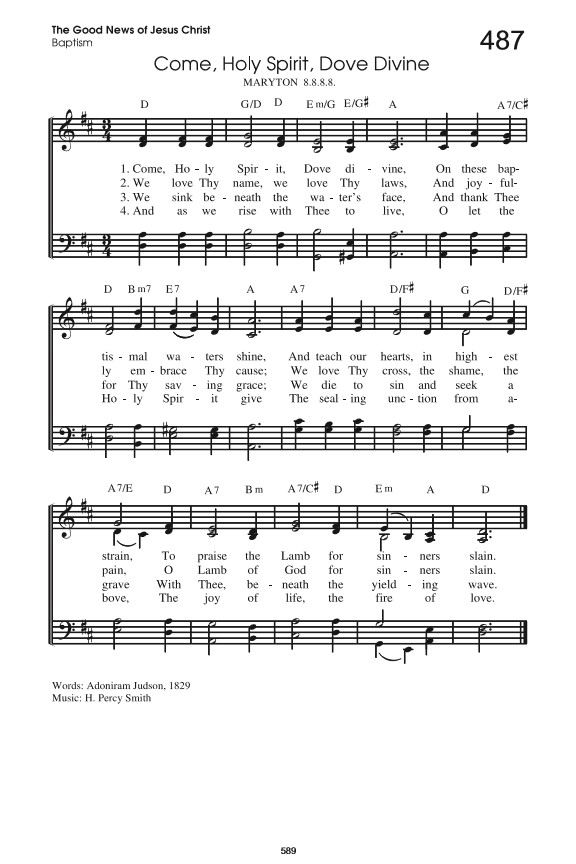 The Good News of Jesus Christ
Baptism
487
Come, Holy Spirit, Dove Divine
MARYTON 8.8.8.8.
D G/D D Em/G E/G# A A7/C#
1. Come, Ho - ly Spir - it, Dove di - vine, On these bap-
2. We love Thy name, we love Thy laws, And joy - ful-
3. We sink be - neath the wa - ter's face, And thank Thee
4. And as we rise with Thee to live, O let the
D Bm7 E7 A A7 D/F# G D/F#
tis - mal wa - ters shine, And teach our hearts, in high - est
ly em - brace Thy cause; We love Thy cross, the shame, the
for Thy sav - ing grace; We die to sin and seek a
Ho - ly Spir - it give The seal - ing unc - tion from a-
A7/E D A7 Bm A7/C# D Em A D
strain, To praise the Lamb for sin - ners slain.
pain, O Lamb of God for sin - ners slain.
grave With Thee, be - neath the yield - ing wave.
bove, The joy of life, the fire of love.
Words: Adoniram Judson, 1829
Music: H. Percy Smith
589